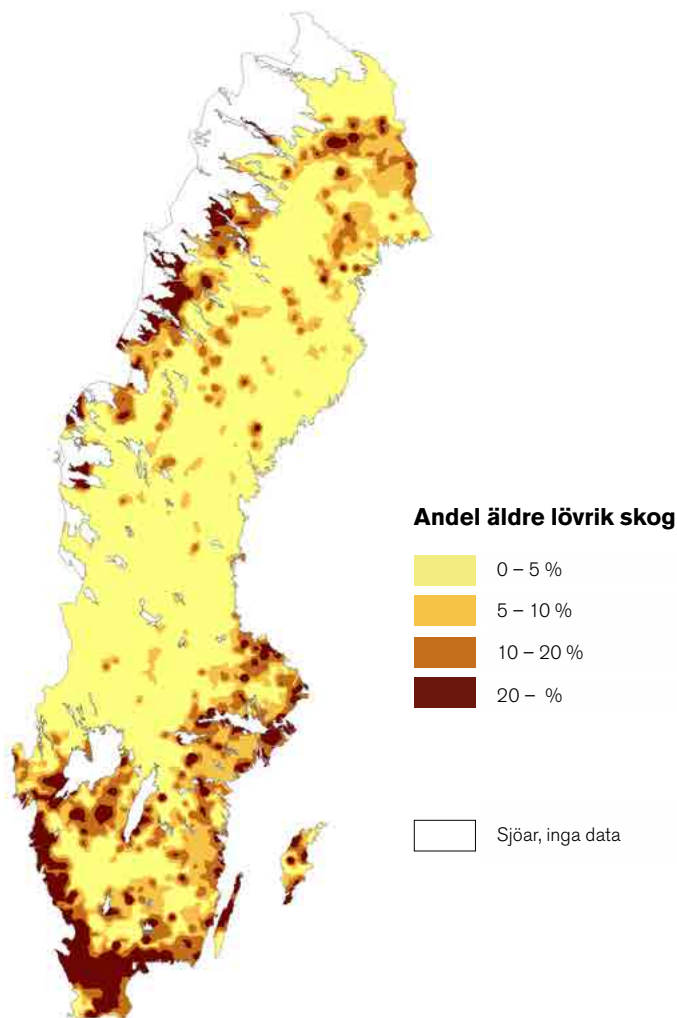 Andel äldre lövrik skog
0 – 5 %
5 – 10 %
10 – 20 %
20 – %
Sjöar, inga data